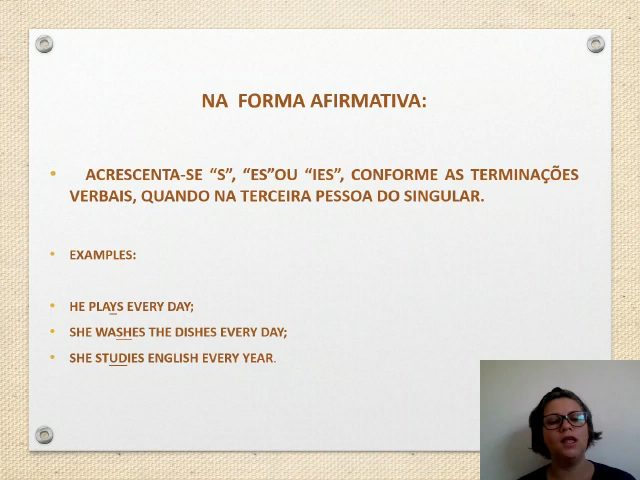 NA FORMA AFIRMATIVA:
• ACRESCENTA-SE “S”, “ES”OU “IES”, CONFORME AS TERMINAÇÕES
VERBAIS, QUANDO NA TERCEIRA PESSOA DO SINGULAR.
• EXAMPLES:
• HE PLAYS EVERY DAY;
• SHE WASHES THE DISHES EVERY DAY;
• SHE STUDIES ENGLISH EVERY YEAR.